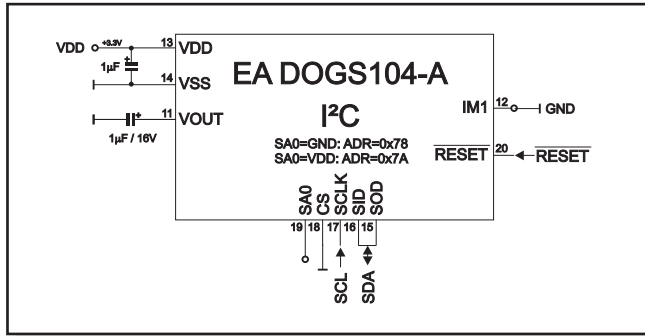 VDD +3.3V 13 VDD
1µF
14 VSS
11 VOUT
1µF / 16V
EA DOGS104-A
I²C
SA0=GND: ADR=0x78
SA0=VDD: ADR=0x7A
IM1 12 GND
RESET 20 RESET
SA0 CS SCLK SID SOD
19 18 17 16 15
SCL SDA